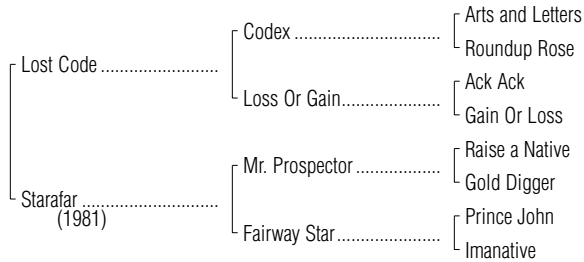 Arts and Letters
Codex
Roundup Rose
Lost Code
Ack Ack
Loss Or Gain
Gain Or Loss
Raise a Native
Mr. Prospector
Gold Digger
Starafar
(1981)
Prince John
Fairway Star
Imanative